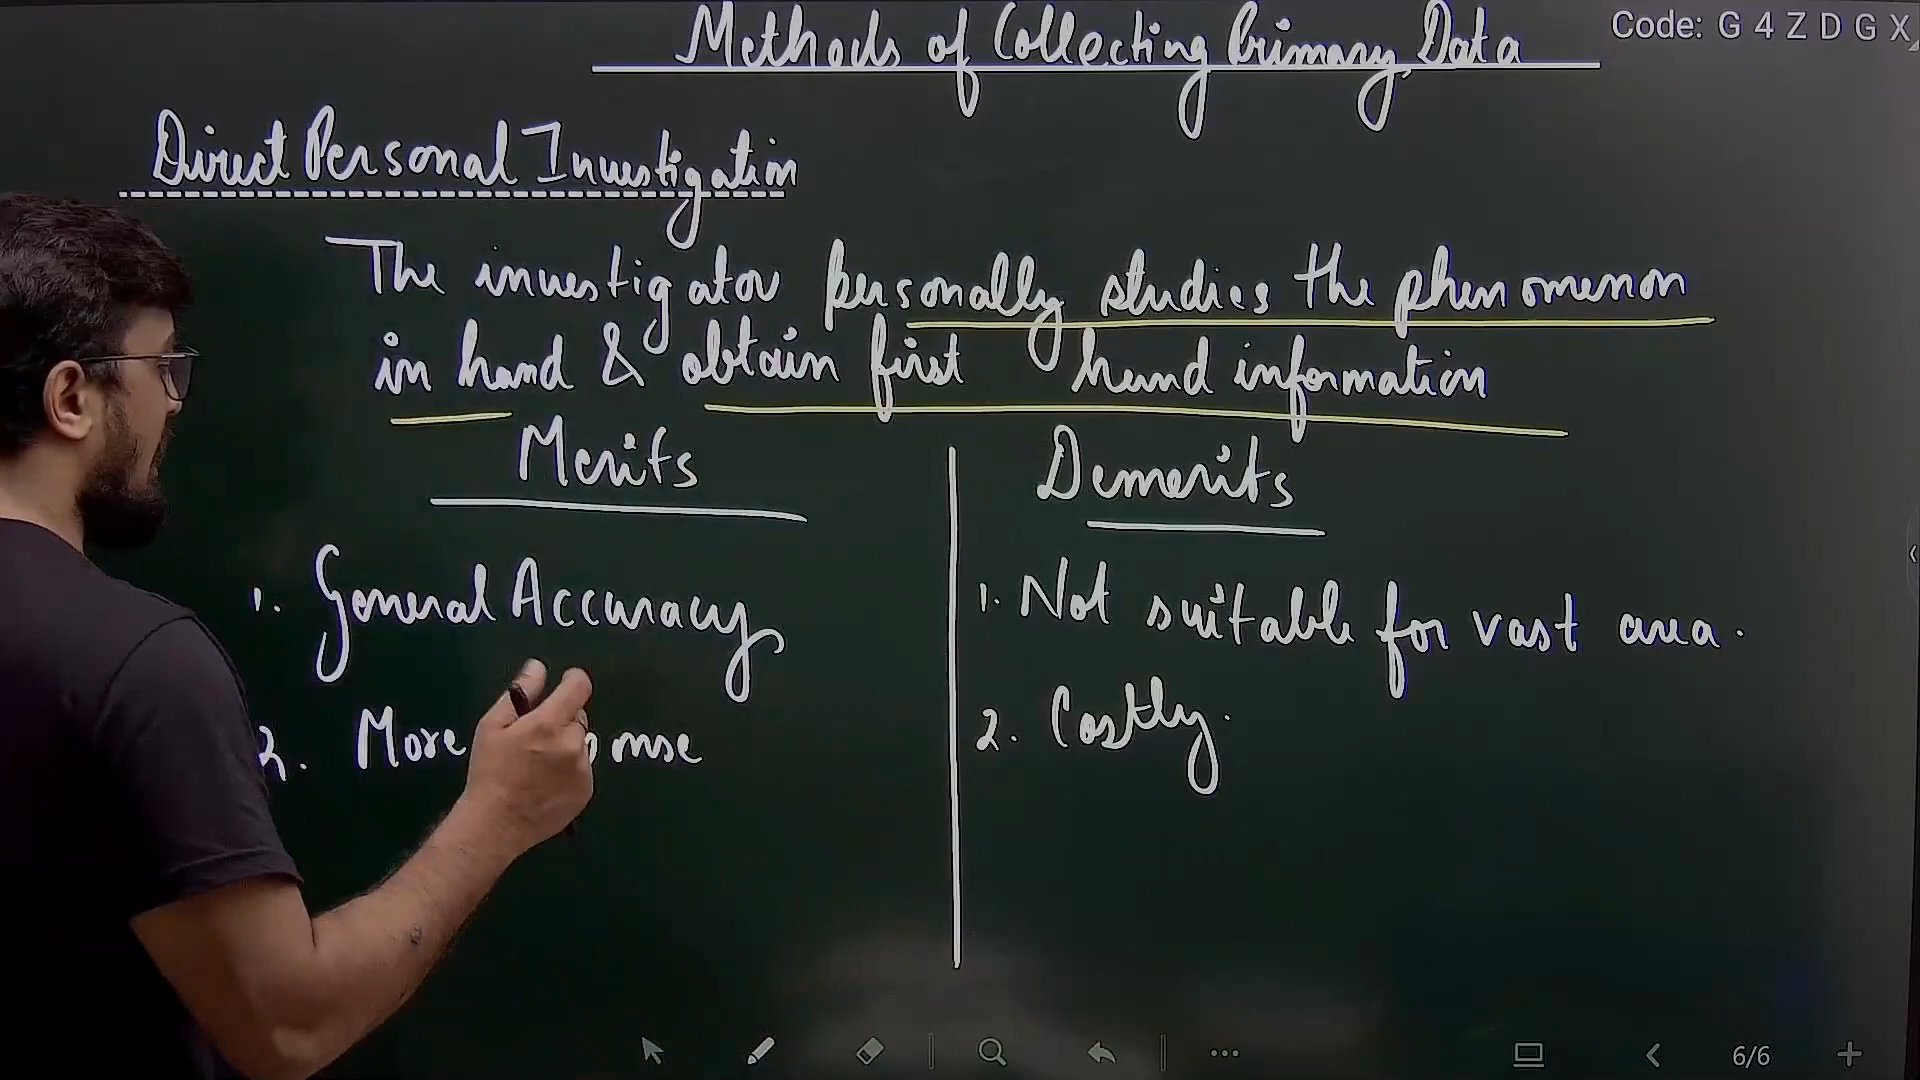 Methods of Collecting Primary Data
Code: G 4 Z D G X
Direct Personal Investigation
The investigator personally studies the phenomenon
in hand & obtain first hand information
Merits
Demerits
1. General Accuracy
2. More
1. Not suitable for vast area.
2. Costly.
6/6